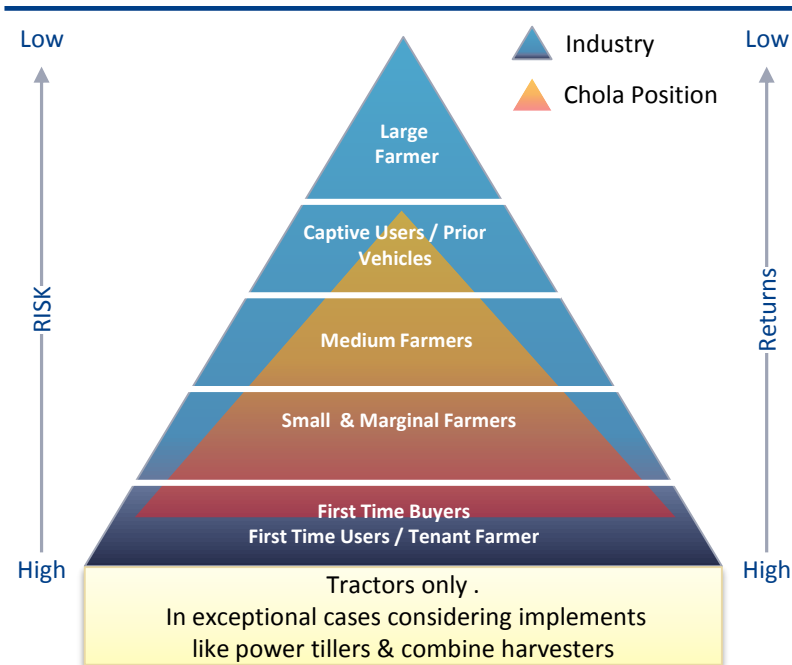 Low
Low
Industry
Chola Position
Large
Farmer
Captive Users / Prior
Vehicles
RISK
Returns
Medium Farmers
Small & Marginal Farmers
First Time Buyers
First Time Users / Tenant Farmer
High
High
Tractors only .
In exceptional cases considering implements
like power tillers & combine harvesters